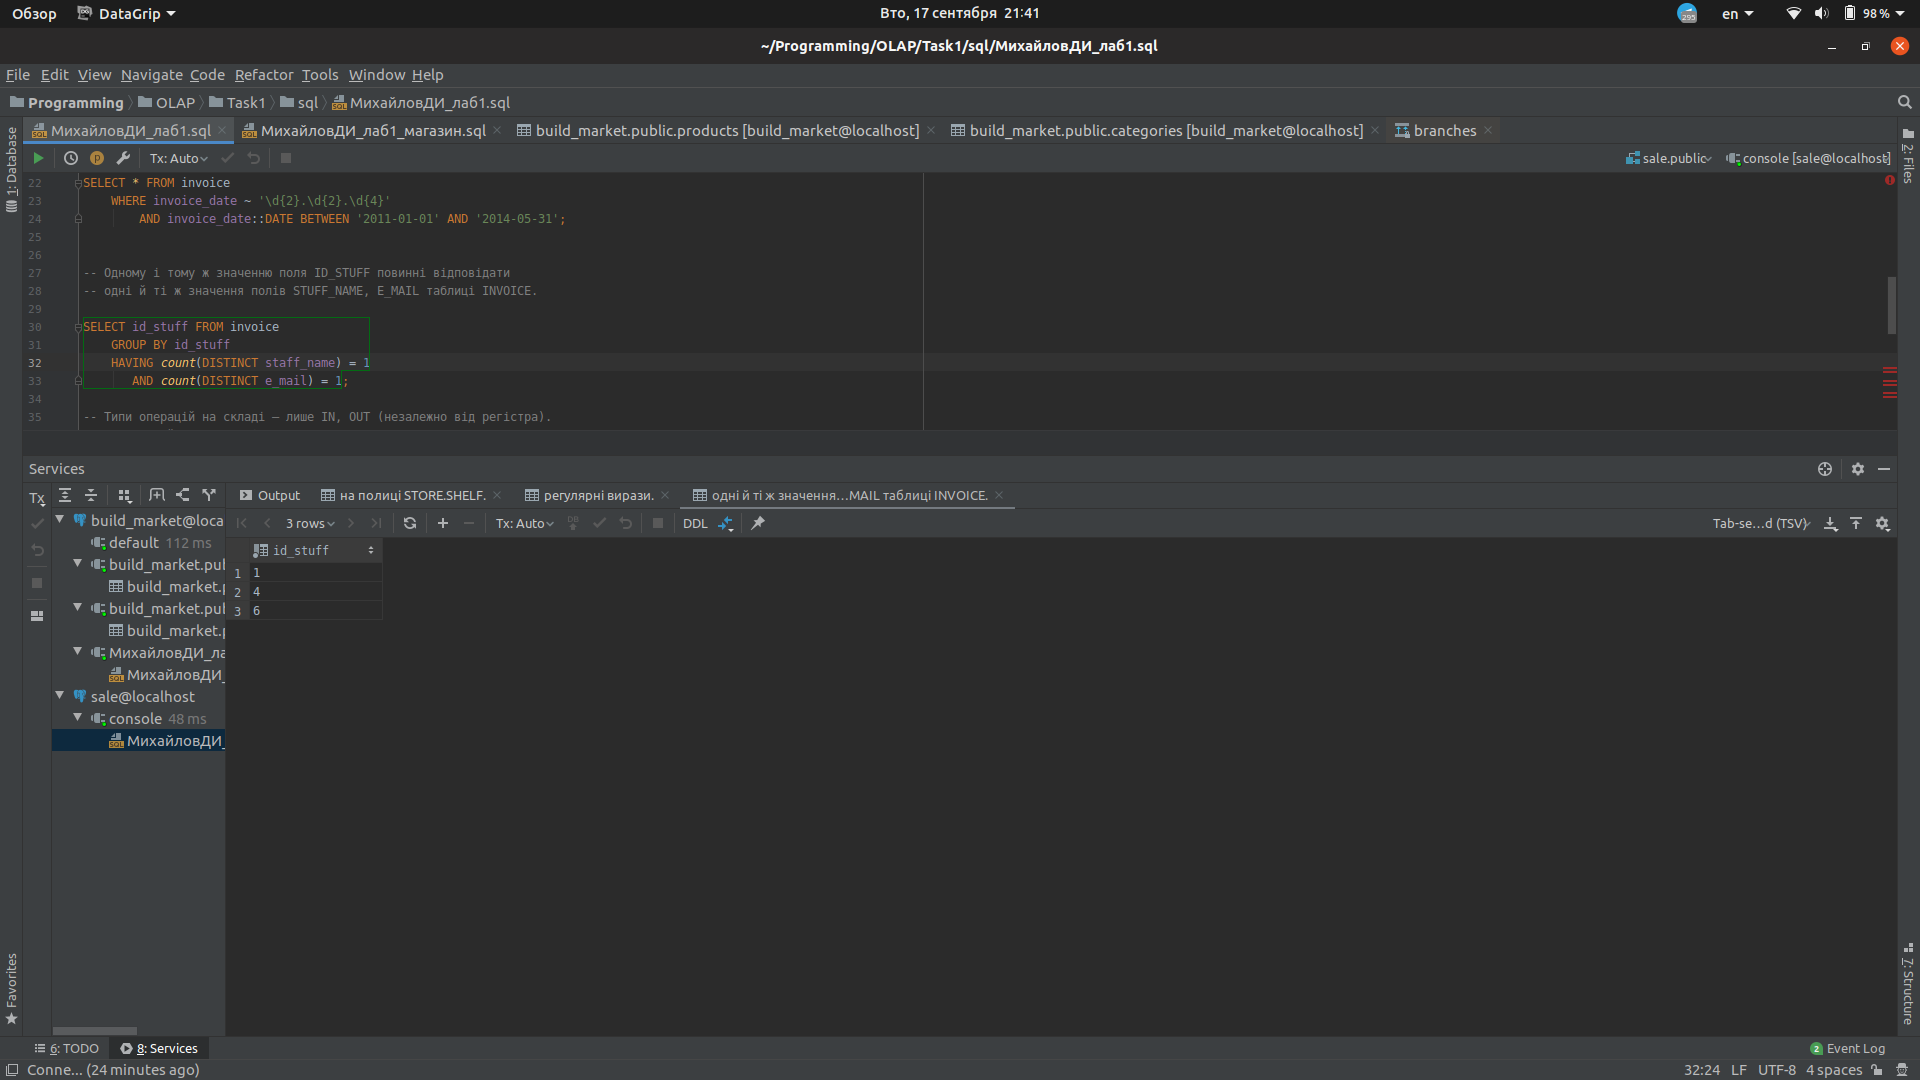 Обзор DataGrip Вто, 17 сентября 21:41 295 en 98 %
~/Programming/OLAP/Task1/sql/МихайловДИ_лаб1.sql
File Edit View Navigate Code Refactor Tools Window Help
Programming OLAP Task1 sql МихайловДИ_лаб1.sql
МихайловДИ_лаб1.sql МихайловДИ_лаб1_магазин.sql build_market.public.products [build_market@localhost] build_market.public.categories [build_market@localhost] branches
Tx: Auto sale.public console [sale@localhost]
1: Database
2: Files
22 SELECT * FROM invoice
23 WHERE invoice_date ~ '\d{2}.\d{2}.\d{4}'
24 AND invoice_date::DATE BETWEEN '2011-01-01' AND '2014-05-31';
25
26
27 -- Одному і тому ж значенню поля ID_STUFF повинні відповідати
28 -- одні й ті ж значення полів STUFF_NAME, E_MAIL таблиці INVOICE.
29
30 SELECT id_stuff FROM invoice
31 GROUP BY id_stuff
32 HAVING count(DISTINCT staff_name) = 1
33 AND count(DISTINCT e_mail) = 1;
34
35 -- Типи операцій на складі – лише IN, OUT (незалежно від регістра).
Services
Tx Output на полиці STORE.SHELF. регулярні вирази. одні й ті ж значення...MAIL таблиці INVOICE.
3 rows Tx: Auto DDL Tab-se...d (TSV)
build_market@loca
default 112 ms
build_market.pul
build_market.p
build_market.pul
build_market.p
МихайловДИ_ла
МихайловДИ_
sale@localhost
console 48 ms
МихайловДИ_
id_stuff
1 1
2 4
3 6
Favorites
7: Structure
6: TODO 8: Services 2 Event Log
Conne... (24 minutes ago) 32:24 LF UTF-8 4 spaces